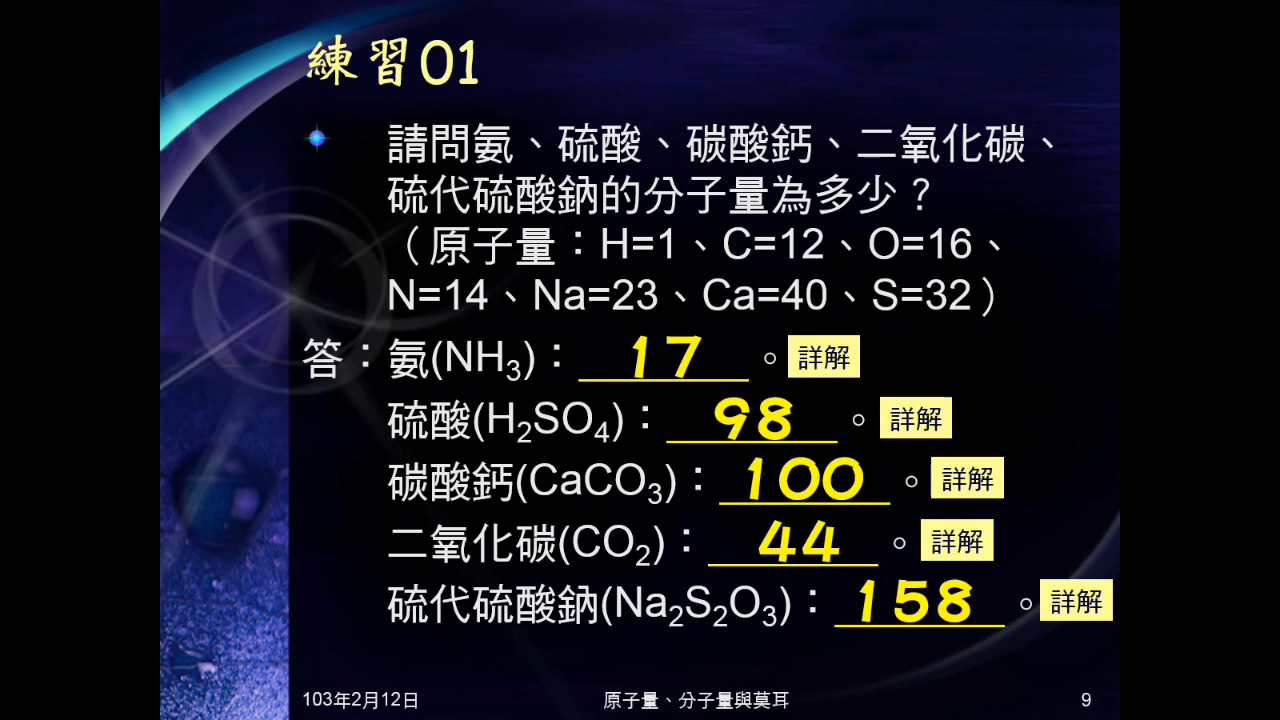 練習01
請問氨、硫酸、碳酸鈣、二氧化碳、
硫代硫酸鈉的分子量為多少？
（原子量：H=1、C=12、O=16、
N=14、Na=23、Ca=40、S=32）
答：氨(NH₃)：17。詳解
硫酸(H₂SO₄)：98。詳解
碳酸鈣(CaCO₃)：100。詳解
二氧化碳(CO₂)：44。詳解
硫代硫酸鈉(Na₂S₂O₃)：158。詳解
103年2月12日 原子量、分子量與莫耳 9